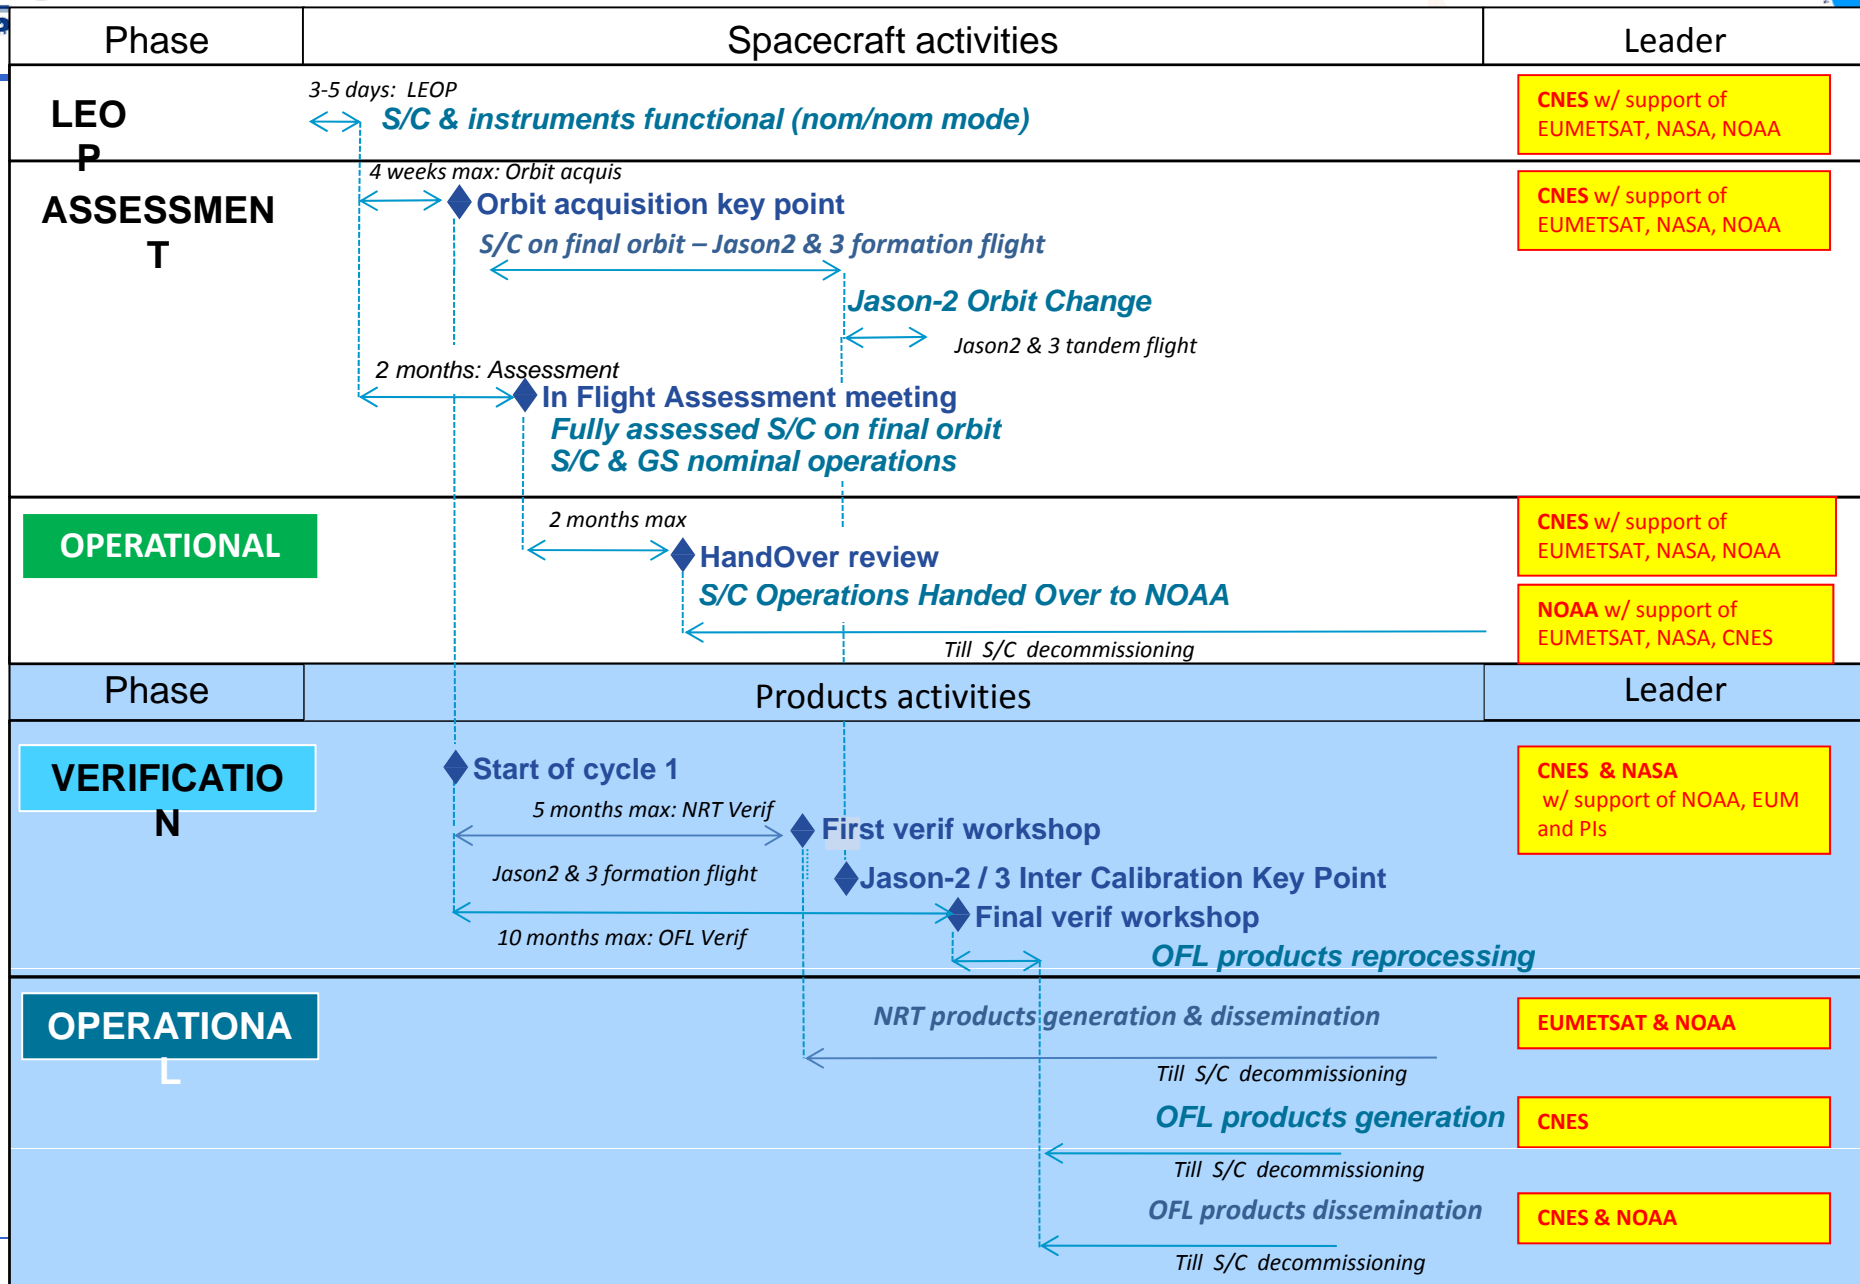 Phase
Spacecraft activities
Leader
LEO
P
3-5 days: LEOP
S/C & instruments functional (nom/nom mode)
CNES w/ support of
EUMETSAT, NASA, NOAA
ASSESSMEN
T
4 weeks max: Orbit acquis
Orbit acquisition key point
S/C on final orbit – Jason2 & 3 formation flight
CNES w/ support of
EUMETSAT, NASA, NOAA
Jason-2 Orbit Change
Jason2 & 3 tandem flight
2 months: Assessment
In Flight Assessment meeting
Fully assessed S/C on final orbit
S/C & GS nominal operations
OPERATIONAL
2 months max
HandOver review
S/C Operations Handed Over to NOAA
Till S/C decommissioning
CNES w/ support of
EUMETSAT, NASA, NOAA
NOAA w/ support of
EUMETSAT, NASA, CNES
Phase
Products activities
Leader
VERIFICATIO
N
Start of cycle 1
5 months max: NRT Verif
First verif workshop
Jason2 & 3 formation flight
Jason-2 / 3 Inter Calibration Key Point
Final verif workshop
10 months max: OFL Verif
OFL products reprocessing
CNES & NASA
w/ support of NOAA, EUM
and PIs
OPERATIONA
L
NRT products generation & dissemination
Till S/C decommissioning
EUMETSAT & NOAA
OFL products generation
Till S/C decommissioning
CNES
OFL products dissemination
Till S/C decommissioning
CNES & NOAA